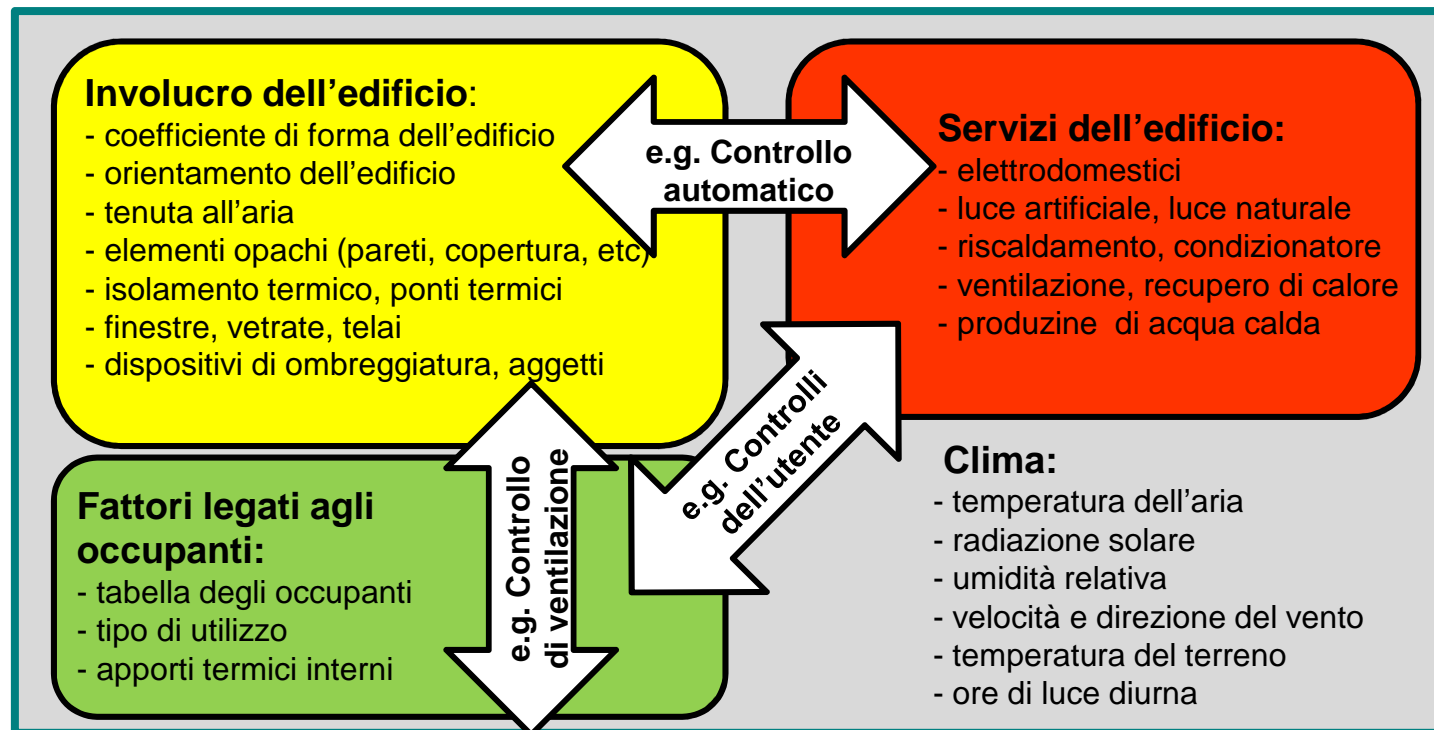 Involucro dell’edificio:
- coefficiente di forma dell’edificio
- orientamento dell’edificio
- tenuta all’aria
- elementi opachi (pareti, copertura, etc)
- isolamento termico, ponti termici
- finestre, vetrate, telai
- dispositivi di ombreggiatura, aggetti
e.g. Controllo
automatico
Servizi dell’edificio:
- elettrodomestici
- luce artificiale, luce naturale
- riscaldamento, condizionatore
- ventilazione, recupero di calore
- produzine di acqua calda
Fattori legati agli
occupanti:
- tabella degli occupanti
- tipo di utilizzo
- apporti termici interni
e.g. Controllo
di ventilazione
e.g. Controlli
dell’utente
Clima:
- temperatura dell’aria
- radiazione solare
- umidità relativa
- velocità e direzione del vento
- temperatura del terreno
- ore di luce diurna